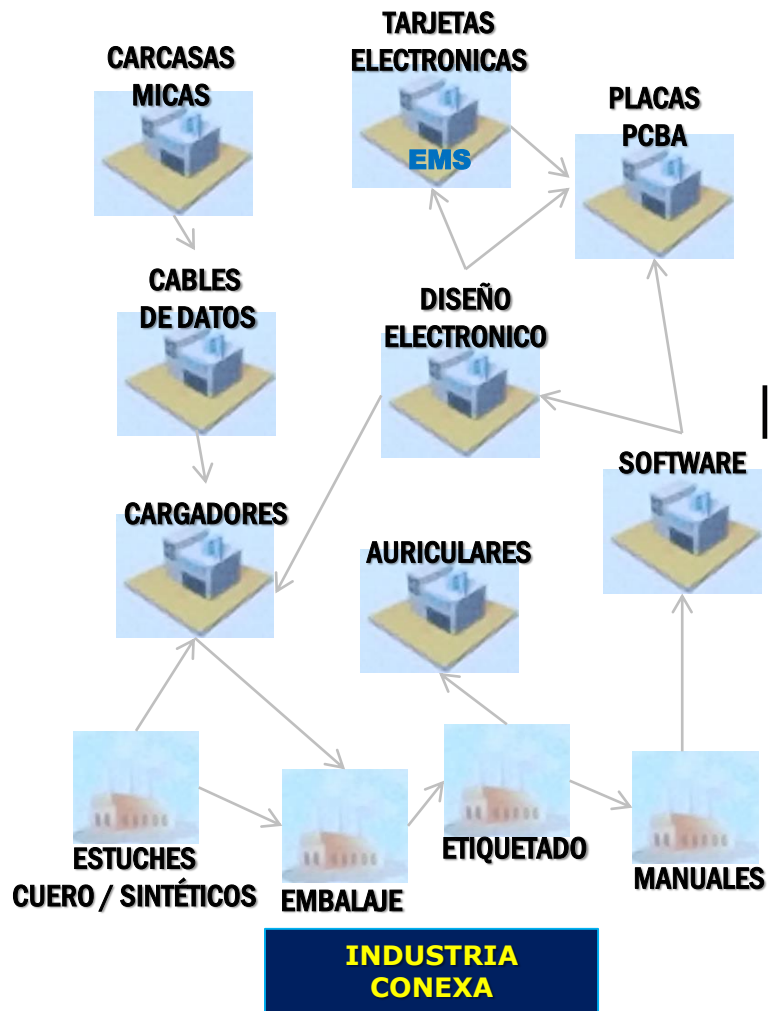 TARJETAS
ELECTRONICAS
CARCASAS
MICAS
PLACAS
PCBA
EMS
CABLES
DE DATOS
DISEÑO
ELECTRONICO
SOFTWARE
CARGADORES
AURICULARES
ESTUCHES
CUERO / SINTÉTICOS
EMBALAJE
ETIQUETADO
MANUALES
INDUSTRIA
CONEXA